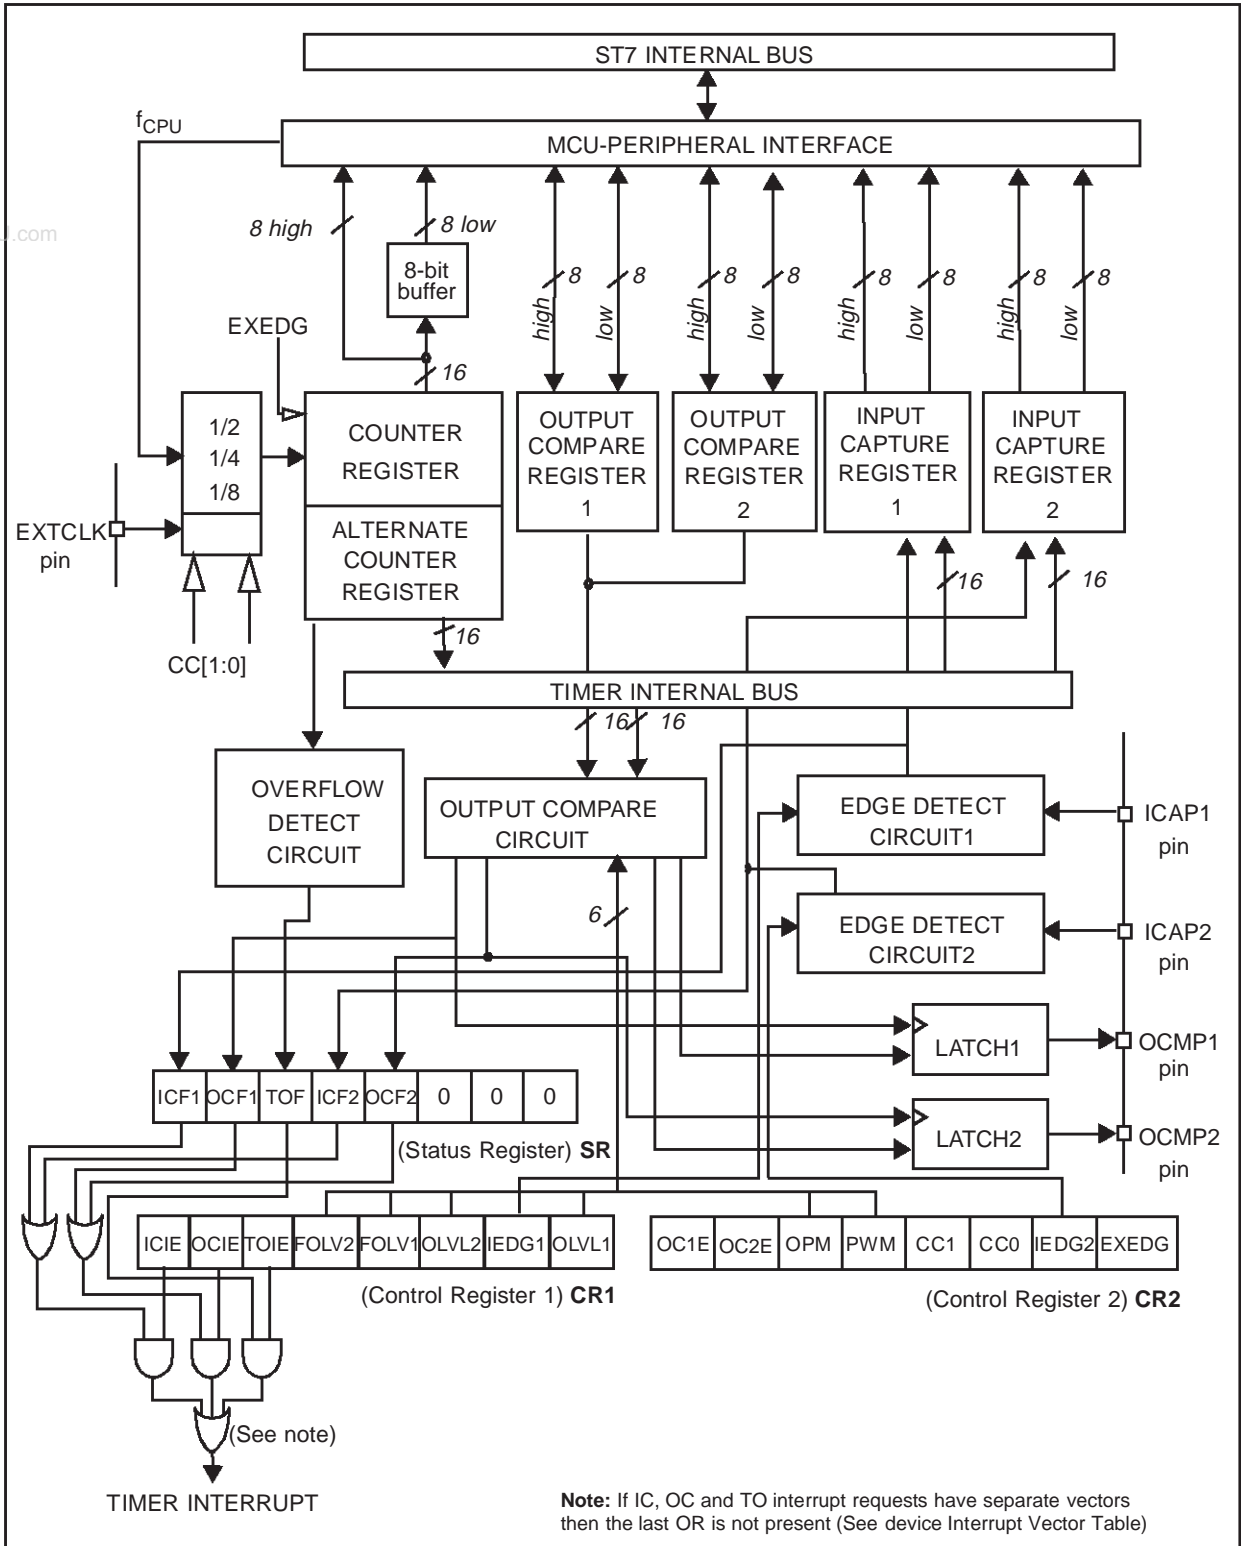 ST7 INTERNAL BUS
fCPU
MCU-PERIPHERAL INTERFACE
J.com
8 high
8 low
8-bit
buffer
8 8 8 8 8 8 8 8
high low high low high low high low
EXEDG
16
1/2
1/4
1/8
COUNTER
REGISTER
OUTPUT
COMPARE
REGISTER
1
OUTPUT
COMPARE
REGISTER
2
INPUT
CAPTURE
REGISTER
1
INPUT
CAPTURE
REGISTER
2
EXTCLK
pin
ALTERNATE
COUNTER
REGISTER
16 16
16
CC[1:0]
TIMER INTERNAL BUS
16 16
OVERFLOW
DETECT
CIRCUIT
OUTPUT COMPARE
CIRCUIT
EDGE DETECT
CIRCUIT1
ICAP1
pin
6
EDGE DETECT
CIRCUIT2
ICAP2
pin
LATCH1
OCMP1
pin
ICF1 OCF1 TOF ICF2 OCF2 0 0 0
(Status Register) SR
LATCH2
OCMP2
pin
ICIE OCIE TOIE FOLV2 FOLV1 OLVL2 IEDG1 OLVL1
(Control Register 1) CR1
OC1E OC2E OPM PWM CC1 CC0 IEDG2 EXEDG
(Control Register 2) CR2
(See note)
TIMER INTERRUPT
Note: If IC, OC and TO interrupt requests have separate vectors
then the last OR is not present (See device Interrupt Vector Table)